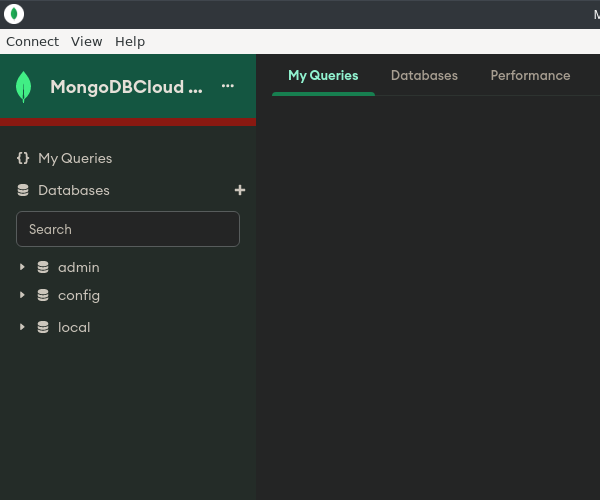 M
Connect View Help
MongoDBCloud ... ...
My Queries Databases Performance
{} My Queries
Databases +
Search
admin
config
local